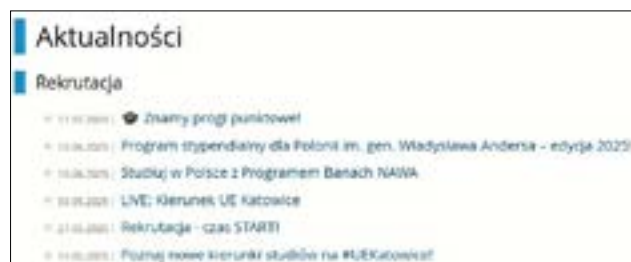 Aktualności
Rekrutacja
Znamy progi punktowe!
Program stypendialny dla Polonii im. gen. Władysława Andersa – edycja 2025!
Studiuj w Polsce z Programem Banach NAWA
LIVE: Kierunek UE Katowice
Rekrutacja - czas START!
Poznaj nowe kierunki studiów na #UEKatowice!